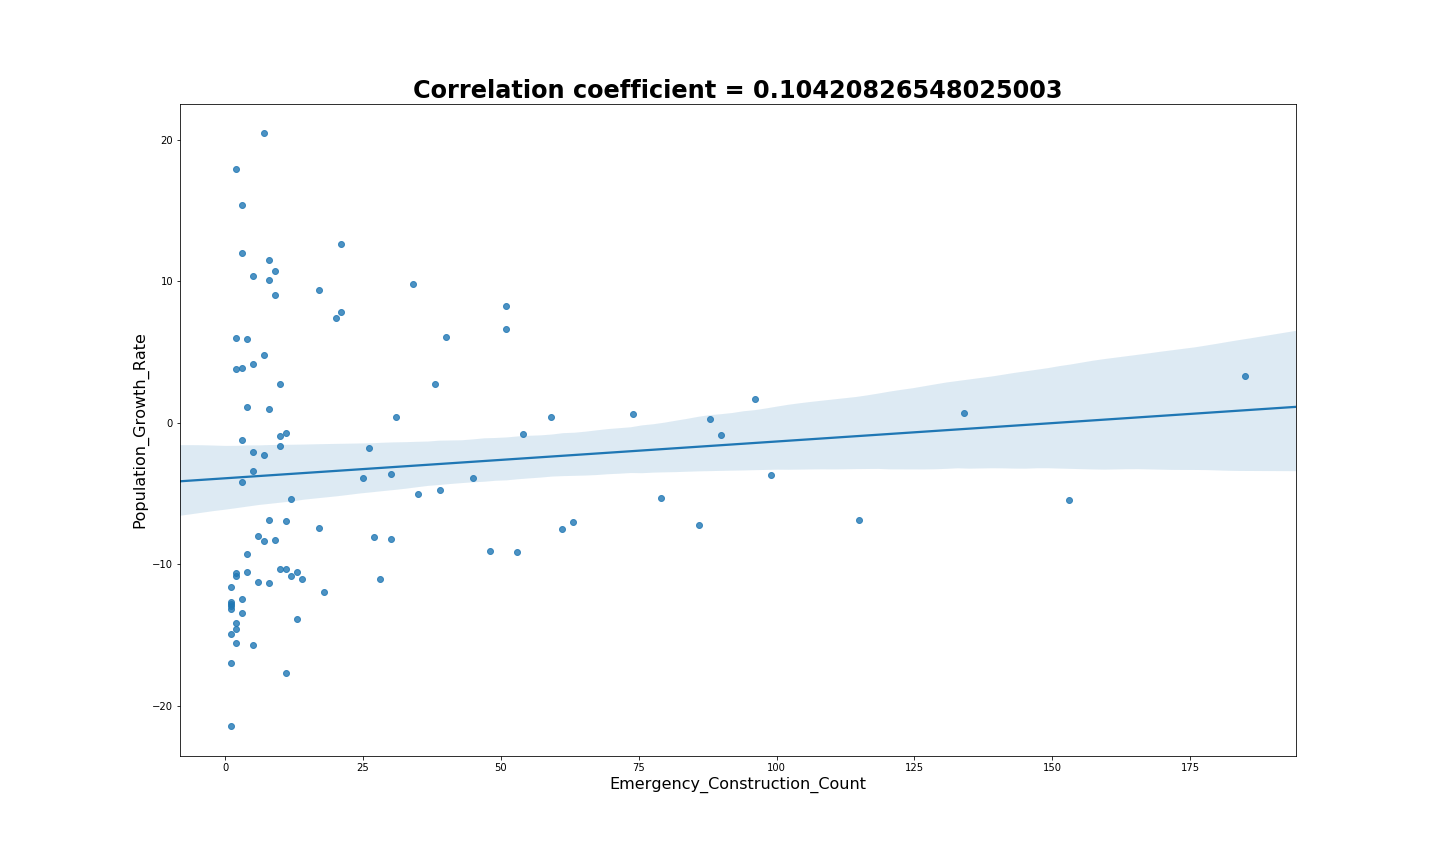 Correlation coefficient = 0.10420826548025003
Population_Growth_Rate
20
10
0
−10
−20
0 25 50 75 100 125 150 175
Emergency_Construction_Count